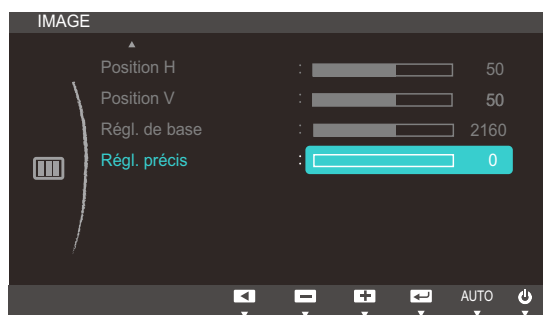 IMAGE
Position H : 50
Position V : 50
Régl. de base : 2160
Régl. précis : 0
AUTO